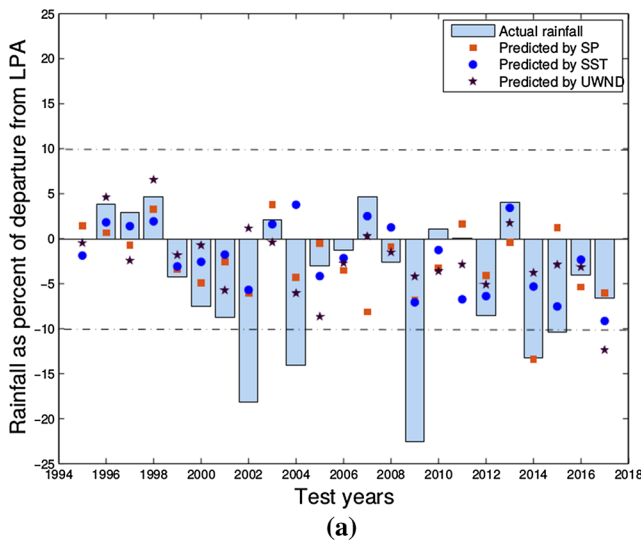 25
20
15
10
5
0
−5
−10
−15
−20
−25
Rainfall as percent of departure from LPA
Actual rainfall
Predicted by SP
Predicted by SST
Predicted by UWND
1994 1996 1998 2000 2002 2004 2006 2008 2010 2012 2014 2016 2018
Test years
(a)